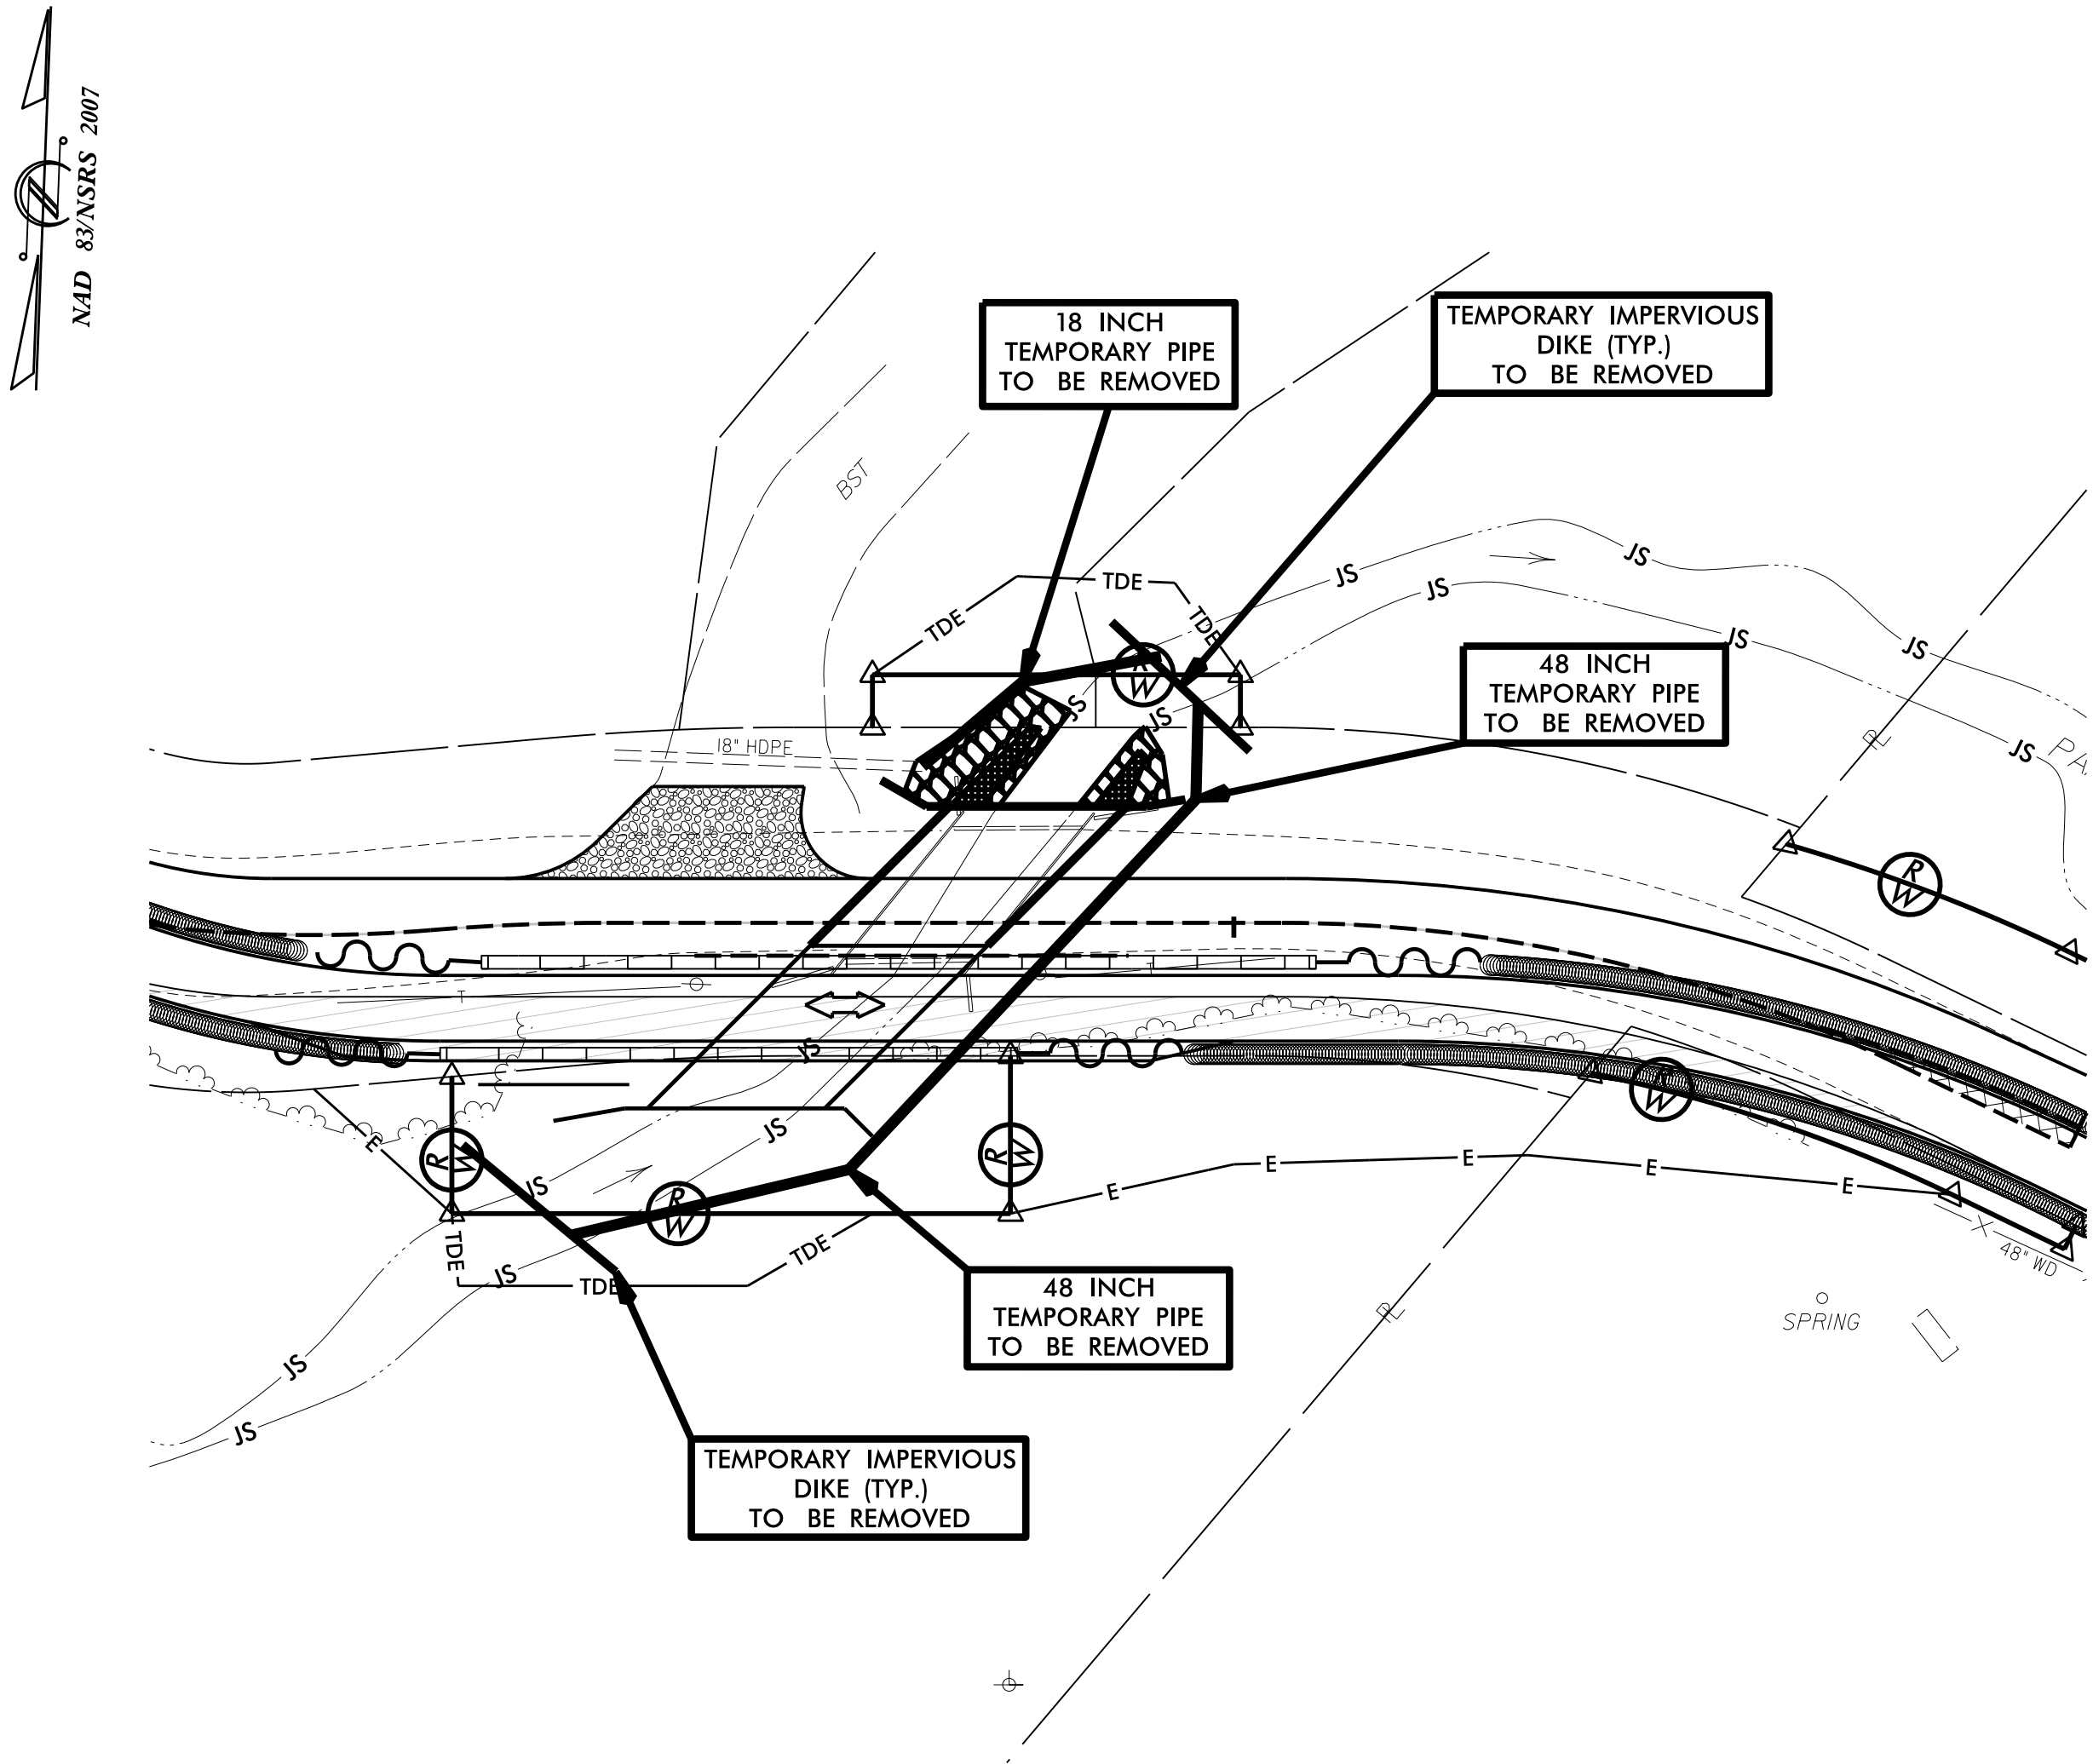 NAD 83/NSRS 2007
18 INCH
TEMPORARY PIPE
TO BE REMOVED
TEMPORARY IMPERVIOUS
DIKE (TYP.)
TO BE REMOVED
BST
JS
JS
JS
JS
JS
JS
TDE
TDE
TDE
R
W
48 INCH
TEMPORARY PIPE
TO BE REMOVED
JS
JS
18" HDPE
PL
R
W
T
T
JS
JS
E
R
W
R
W
R
W
R
W
JS
JS
TDE
TDE
TDE
E
E
E
E
E
48" WD
SPRING
PL
48 INCH
TEMPORARY PIPE
TO BE REMOVED
JS
JS
TEMPORARY IMPERVIOUS
DIKE (TYP.)
TO BE REMOVED